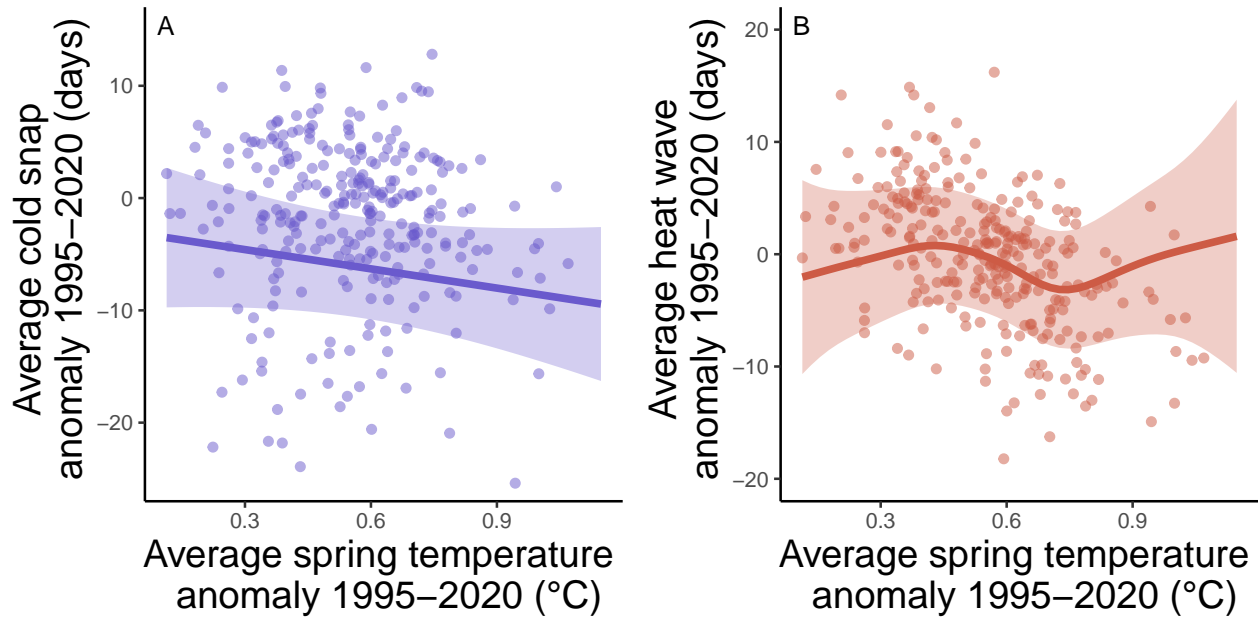 A
Average cold snap
anomaly 1995−2020 (days)
10
0
−10
−20
0.3 0.6 0.9
Average spring temperature
anomaly 1995−2020 (°C)
B
Average heat wave
anomaly 1995−2020 (days)
20
10
0
−10
−20
0.3 0.6 0.9
Average spring temperature
anomaly 1995−2020 (°C)